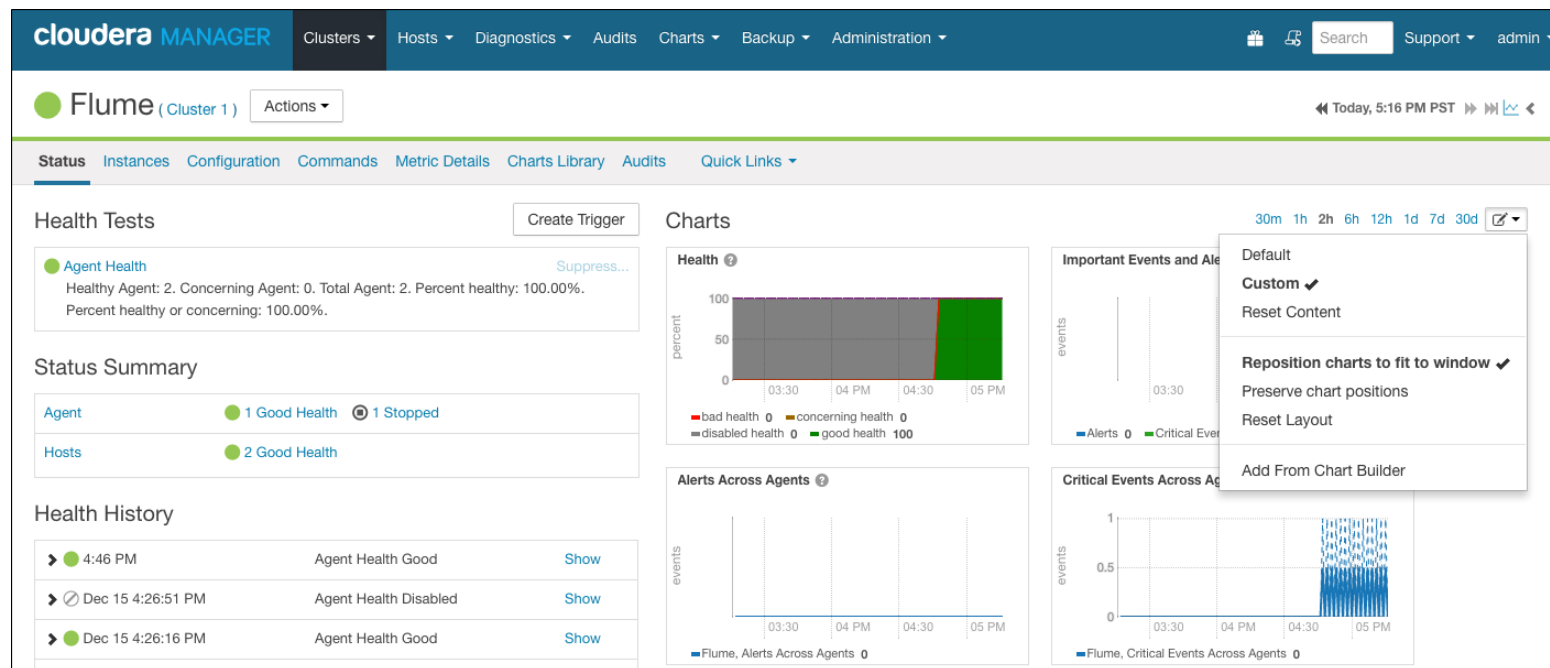 cloudera MANAGER Clusters Hosts Diagnostics Audits Charts Backup Administration Search Support admin
Flume ( Cluster 1 ) Actions Today, 5:16 PM PST
Status Instances Configuration Commands Metric Details Charts Library Audits Quick Links
Health Tests Create Trigger
Agent Health Suppress...
Healthy Agent: 2. Concerning Agent: 0. Total Agent: 2. Percent healthy: 100.00%.
Percent healthy or concerning: 100.00%.
Status Summary
Agent 1 Good Health 1 Stopped
Hosts 2 Good Health
Health History
4:46 PM Agent Health Good Show
Dec 15 4:26:51 PM Agent Health Disabled Show
Dec 15 4:26:16 PM Agent Health Good Show
Charts 30m 1h 2h 6h 12h 1d 7d 30d
Health
percent
100
50
0
03:30 04 PM 04:30 05 PM
bad health 0 concerning health 0
disabled health 0 good health 100
Important Events and Ale
events
03:30
Alerts 0 Critical Eve
Default
Custom
Reset Content
Reposition charts to fit to window
Preserve chart positions
Reset Layout
Add From Chart Builder
Alerts Across Agents
events
03:30 04 PM 04:30 05 PM
Flume, Alerts Across Agents 0
Critical Events Across Ag
events
1
0.5
0
03:30 04 PM 04:30 05 PM
Flume, Critical Events Across Agents 0